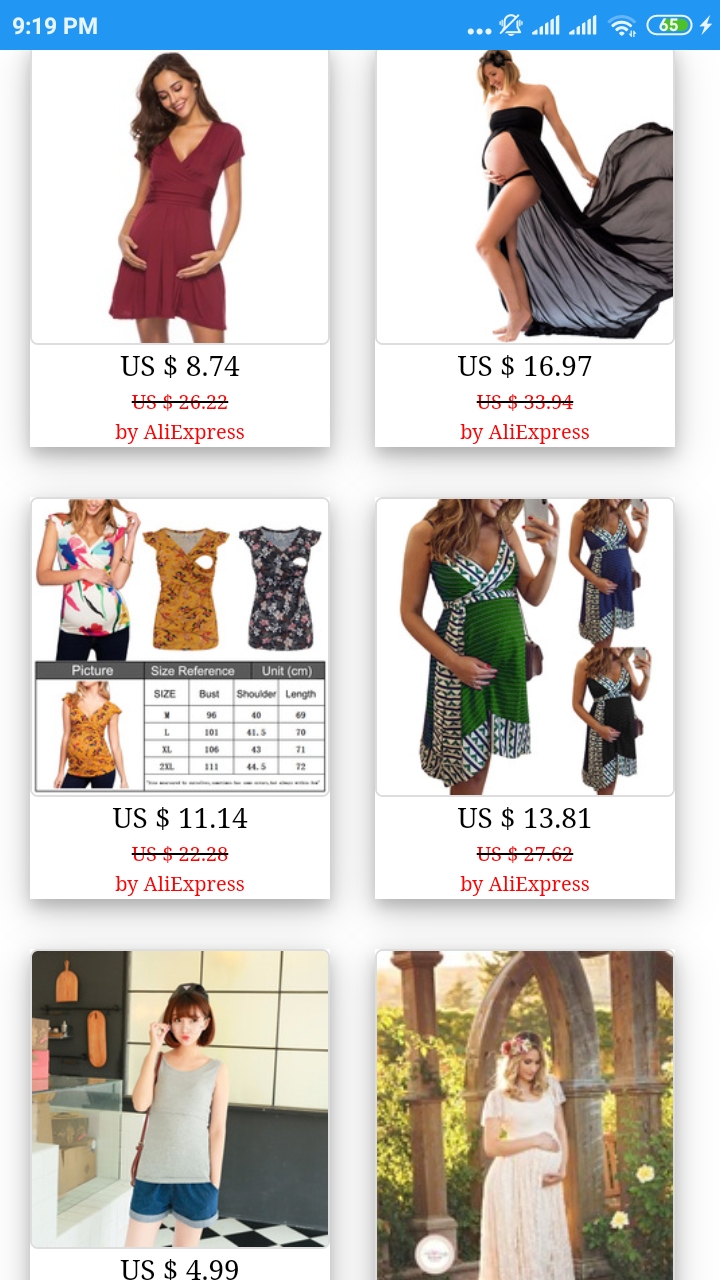 9:19 PM
65
US $ 8.74
US $ 26.22
by AliExpress
US $ 16.97
US $ 33.94
by AliExpress
Picture Size Reference Unit (cm)
SIZE Bust Shoulder Length
M 96 40 69
L 101 41.5 70
XL 106 43 71
2XL 111 44.5 72
US $ 11.14
US $ 22.28
by AliExpress
US $ 13.81
US $ 27.62
by AliExpress
US $ 4.99